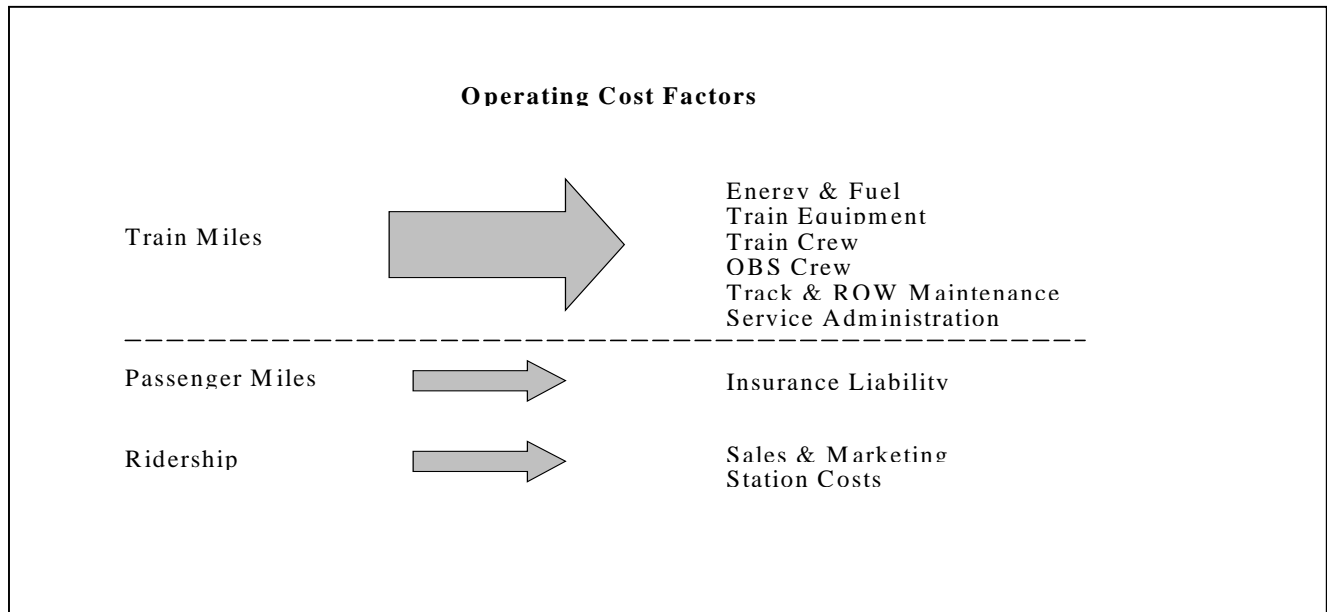 Operating Cost Factors
Train Miles
Energy & Fuel
Train Equipment
Train Crew
OBS Crew
Track & ROW Maintenance
Service Administration
Passenger Miles
Insurance Liability
Ridership
Sales & Marketing
Station Costs